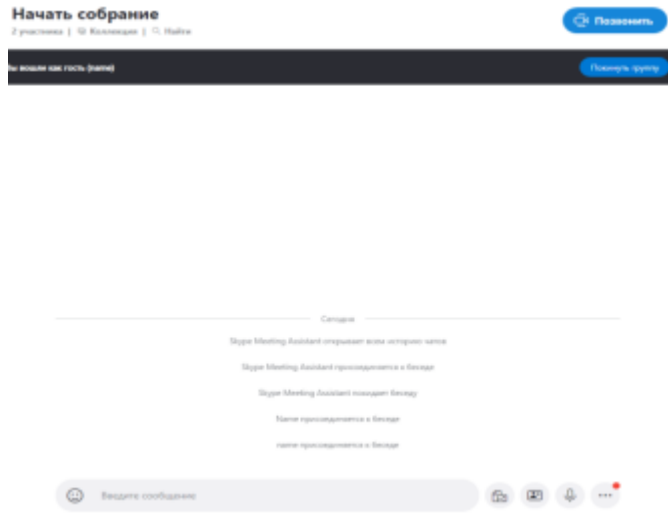 Начать собрание
Позвонить
2 участника | Коллекция | Найти
Вы вошли как гость (name)
Покинуть группу
Сегодня
Skype Meeting Assistant открывает всем историю чатов
Skype Meeting Assistant присоединяется к беседе
Skype Meeting Assistant покидает беседу
Name присоединяется к беседе
name присоединяется к беседе
Введите сообщение